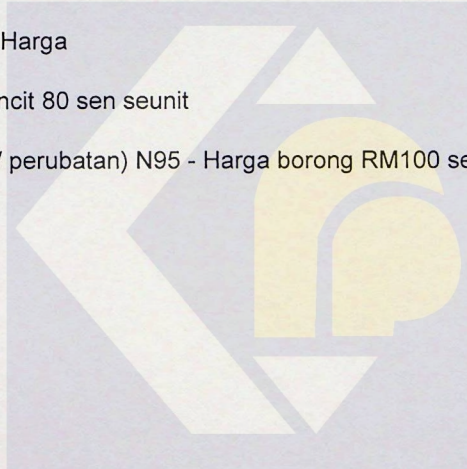 Harga
ncit 80 sen seunit
/ perubatan) N95 - Harga borong RM100 se